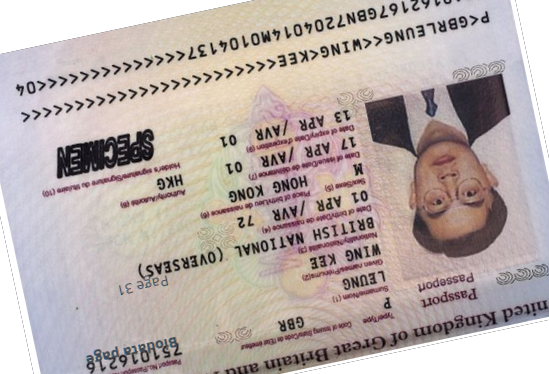 United Kingdom of Great Britain and
Passport
Passeport
Type/Type
Code of Issuing State/Code de l'État émetteur
Passport No./Passeport No.
P
GBR
751016216
Biodata page
Surname/Nom (1)
LEUNG
Given names/Prénoms (2)
WING KEE
Nationality/Nationalité (3)
BRITISH NATIONAL (OVERSEAS)
Page 31
Date of birth/Date de naissance (4)
01 APR /AVR 72
Sex/Sexe (5)
Place of birth/Lieu de naissance (6)
M
HONG KONG
Date of issue/Date de délivrance (7)
Authority/Autorité (8)
17 APR /AVR 01
HKG
Date of expiry/Date d'expiration (9)
Holder's signature/Signature du titulaire (10)
13 APR /AVR 01
SPECIMEN
P<GBRLEUNG<<WING<KEE<<<<<<<<<<<<<<<<<<<<<<<<
0162167GBN7204014M0104137<<<<<<<<<<<<<<04